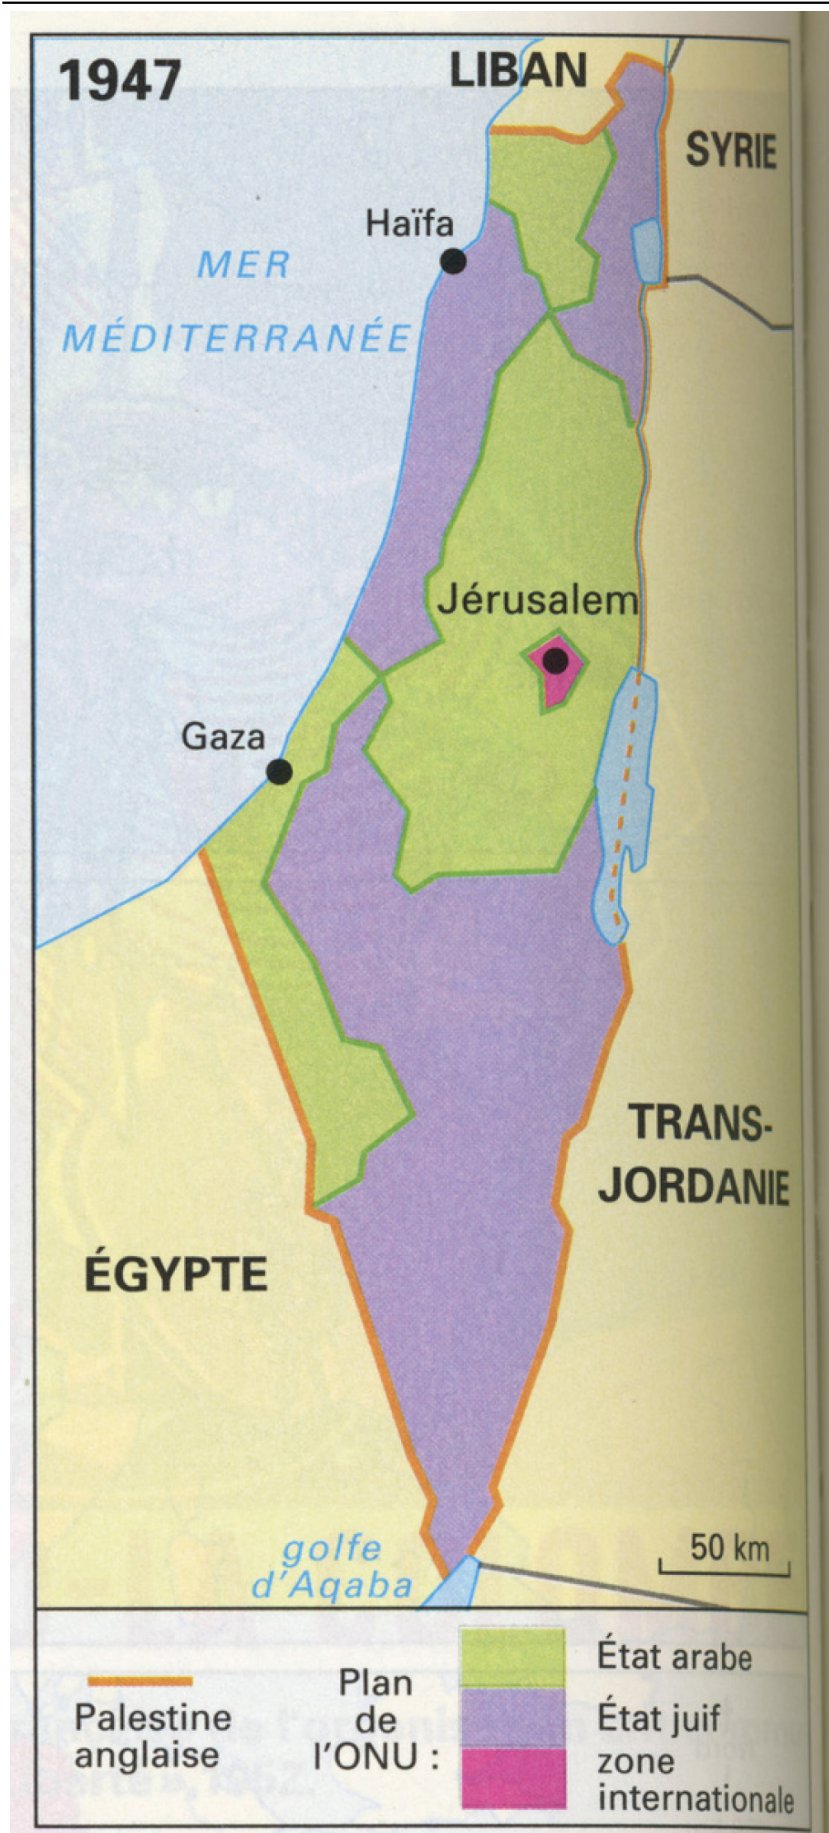 1947
LIBAN
SYRIE
Haïfa
MER
MÉDITERRANÉE
Jérusalem
Gaza
TRANS-
JORDANIE
ÉGYPTE
golfe
d'Aqaba
50 km
Palestine
anglaise
Plan
de
l'ONU :
État arabe
État juif
zone
internationale